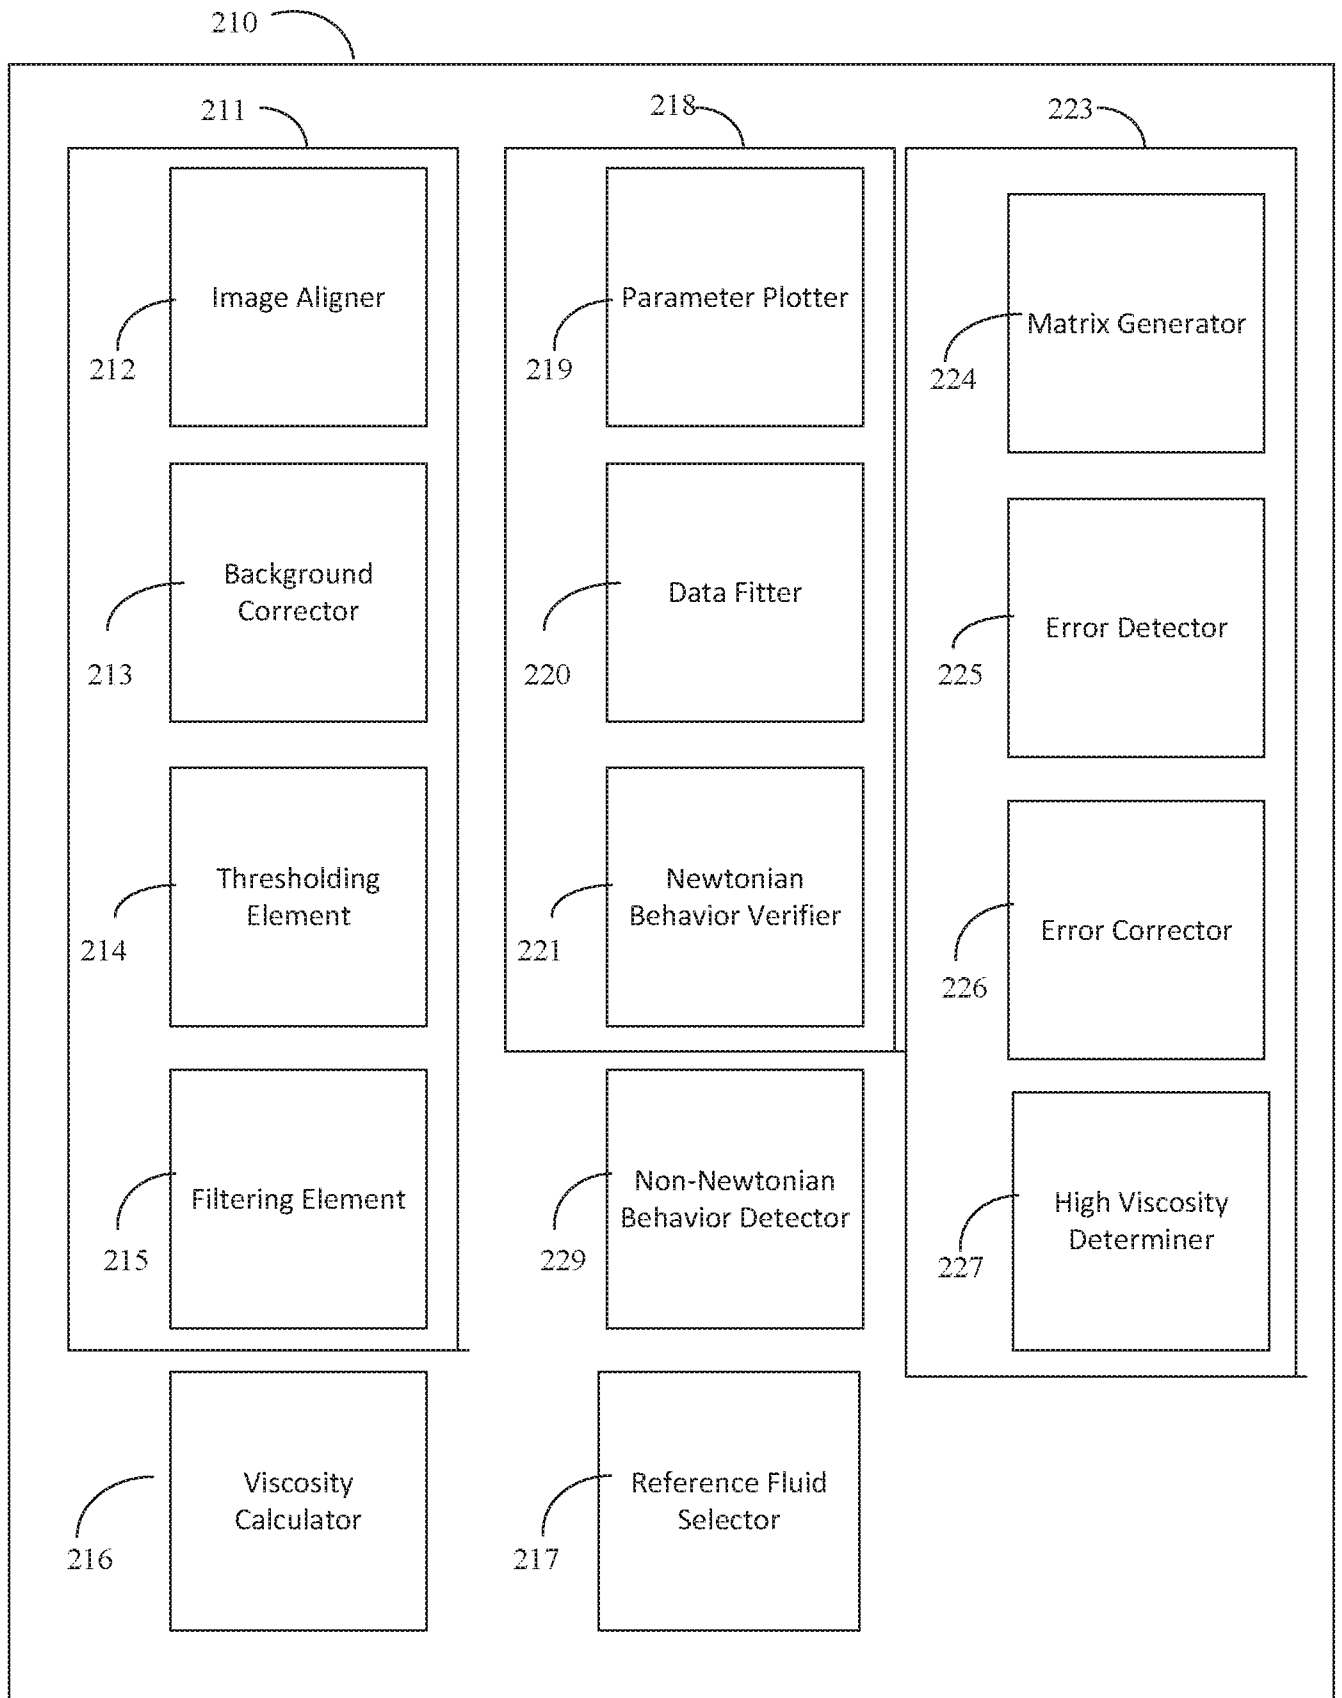 210
211
218
223
Image Aligner
212
Parameter Plotter
219
Matrix Generator
224
Background
Corrector
213
Data Fitter
220
Error Detector
225
Thresholding
Element
214
Newtonian
Behavior Verifier
221
Error Corrector
226
Filtering Element
215
Non-Newtonian
Behavior Detector
229
High Viscosity
Determiner
227
Viscosity
Calculator
216
Reference Fluid
Selector
217